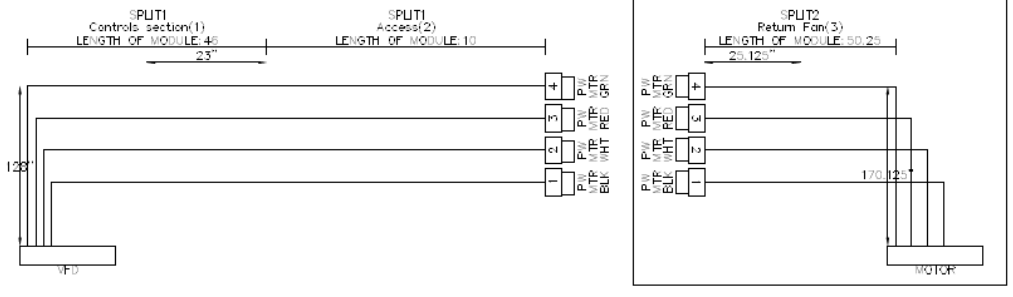 SPLIT1
Controls section(1)
LENGTH OF MODULE:46
23"
SPLIT1
Access(2)
LENGTH OF MODULE:10
SPLIT2
Return Fan(3)
LENGTH OF MODULE:50.25
25.125"
4
PW MTR GRN
3
PW MTR RED
2
PW MTR WHT
1
PW MTR BLK
PW MTR GRN
4
PW MTR RED
3
PW MTR WHT
2
PW MTR BLK
1
128"
170.125"
VFD
MOTOR